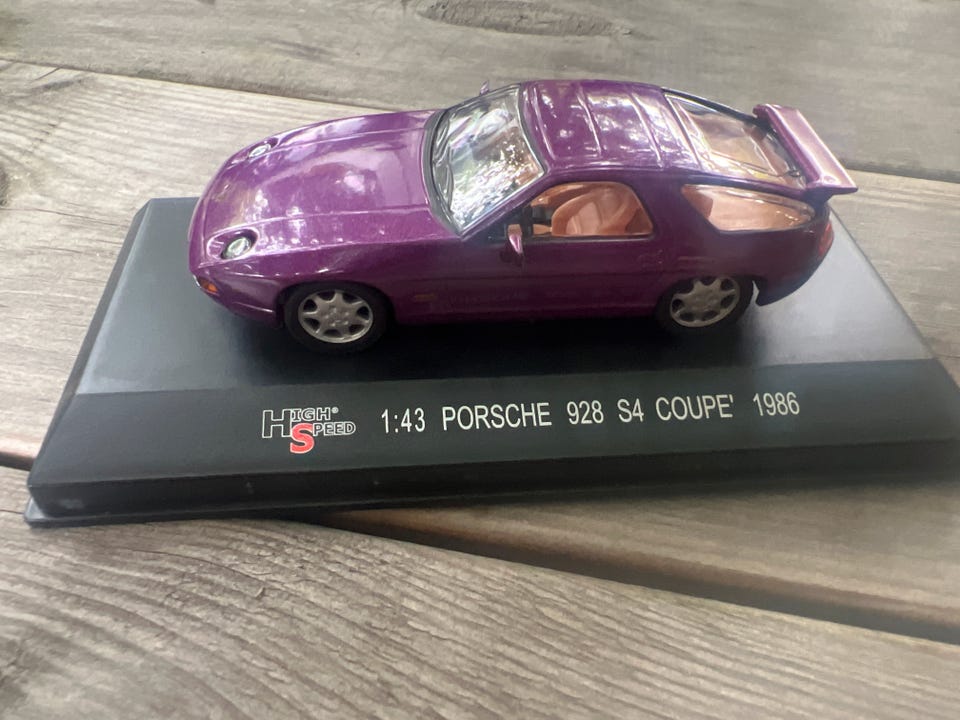 HIGH SPEED® 1:43 PORSCHE 928 S4 COUPE' 1986